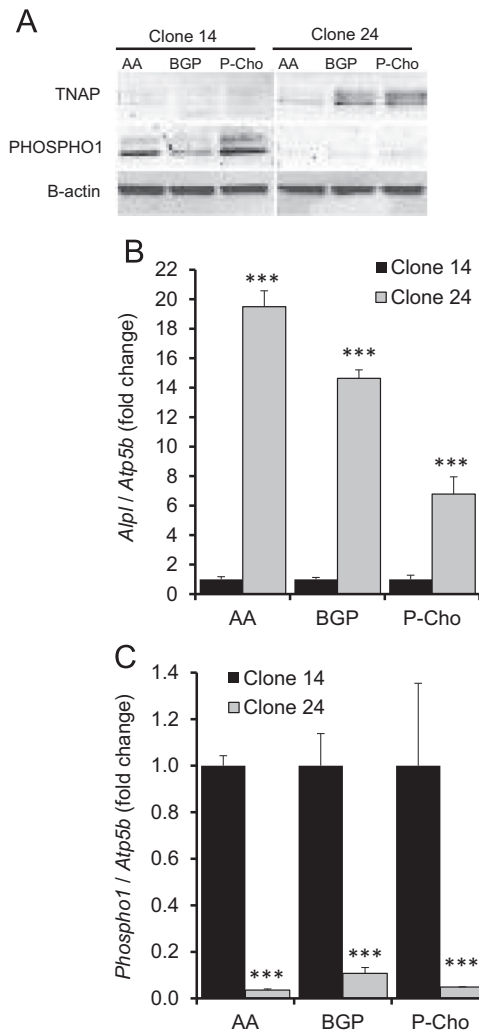 A
Clone 14 Clone 24
AA BGP P-Cho AA BGP P-Cho
TNAP
PHOSPHO1
B-actin
B
Alpl / Atp5b (fold change)
22
20
18
16
14
12
10
8
6
4
2
0
Clone 14
Clone 24
***
***
***
AA BGP P-Cho
C
Phospho1 / Atp5b (fold change)
1.4
1.2
1.0
0.8
0.6
0.4
0.2
0.0
Clone 14
Clone 24
***
***
***
AA BGP P-Cho